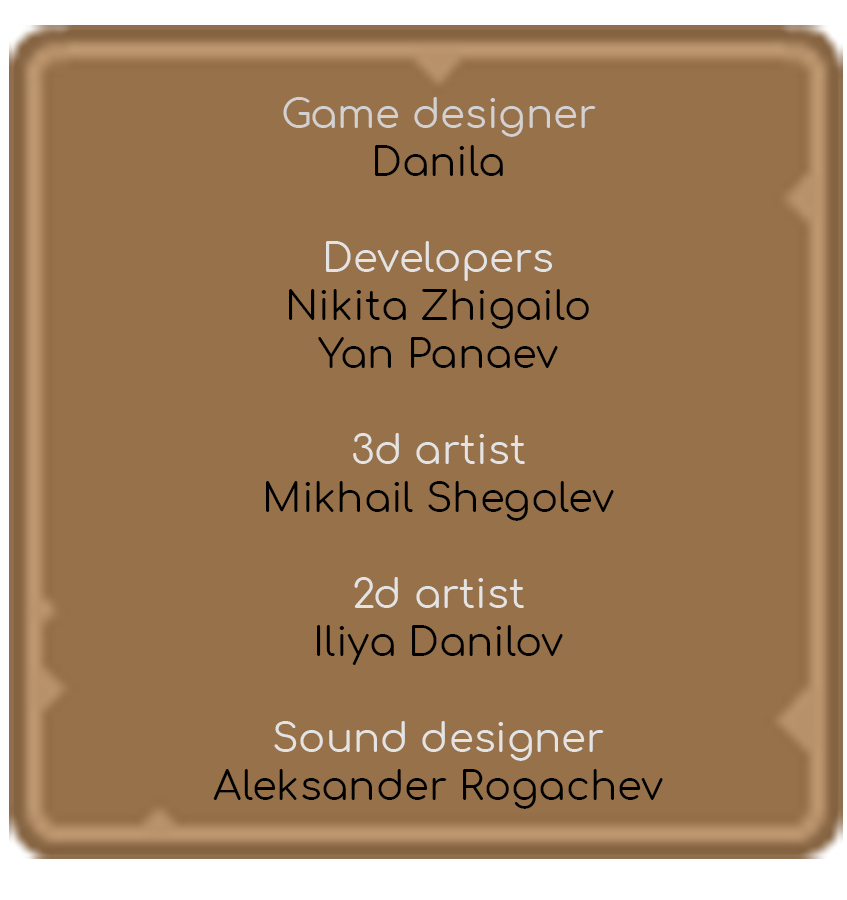 Game designer
Danila
Developers
Nikita Zhigailo
Yan Panaev
3d artist
Mikhail Shegolev
2d artist
Iliya Danilov
Sound designer
Aleksander Rogachev